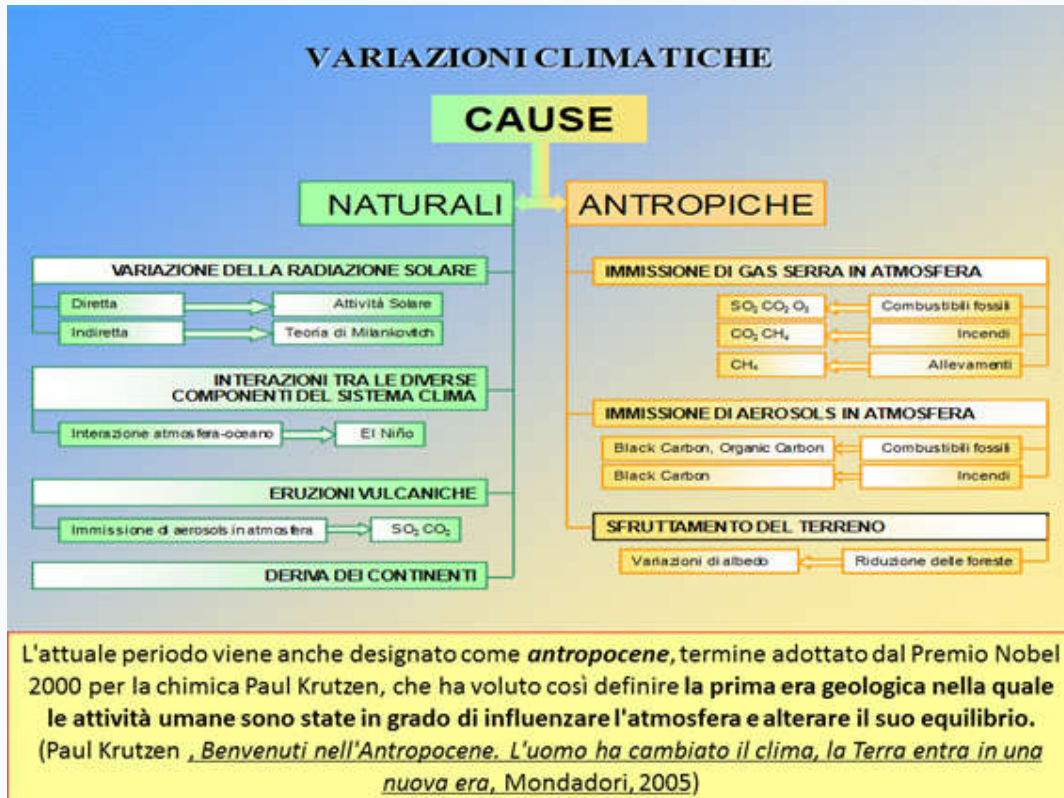 VARIAZIONI CLIMATICHE
CAUSE
NATURALI
VARIAZIONE DELLA RADIAZIONE SOLARE
Diretta
Attività Solare
Indiretta
Teoria di Milankovitch
INTERAZIONI TRA LE DIVERSE
COMPONENTI DEL SISTEMA CLIMA
Interazione atmosfera-oceano
El Niño
ERUZIONI VULCANICHE
Immissione di aerosols in atmosfera
SO₂ CO₂
DERIVA DEI CONTINENTI
ANTROPICHE
IMMISSIONE DI GAS SERRA IN ATMOSFERA
SO₂ CO₂ O₃
Combustibili fossili
CO₂ CH₄
Incendi
CH₄
Allevamenti
IMMISSIONE DI AEROSOLS IN ATMOSFERA
Black Carbon, Organic Carbon
Combustibili fossili
Black Carbon
Incendi
SFRUTTAMENTO DEL TERRENO
Variazioni di albedo
Riduzione delle foreste
L'attuale periodo viene anche designato come antropocene, termine adottato dal Premio Nobel
2000 per la chimica Paul Krutzen, che ha voluto così definire la prima era geologica nella quale
le attività umane sono state in grado di influenzare l'atmosfera e alterare il suo equilibrio.
(Paul Krutzen , Benvenuti nell'Antropocene. L'uomo ha cambiato il clima, la Terra entra in una
nuova era, Mondadori, 2005)